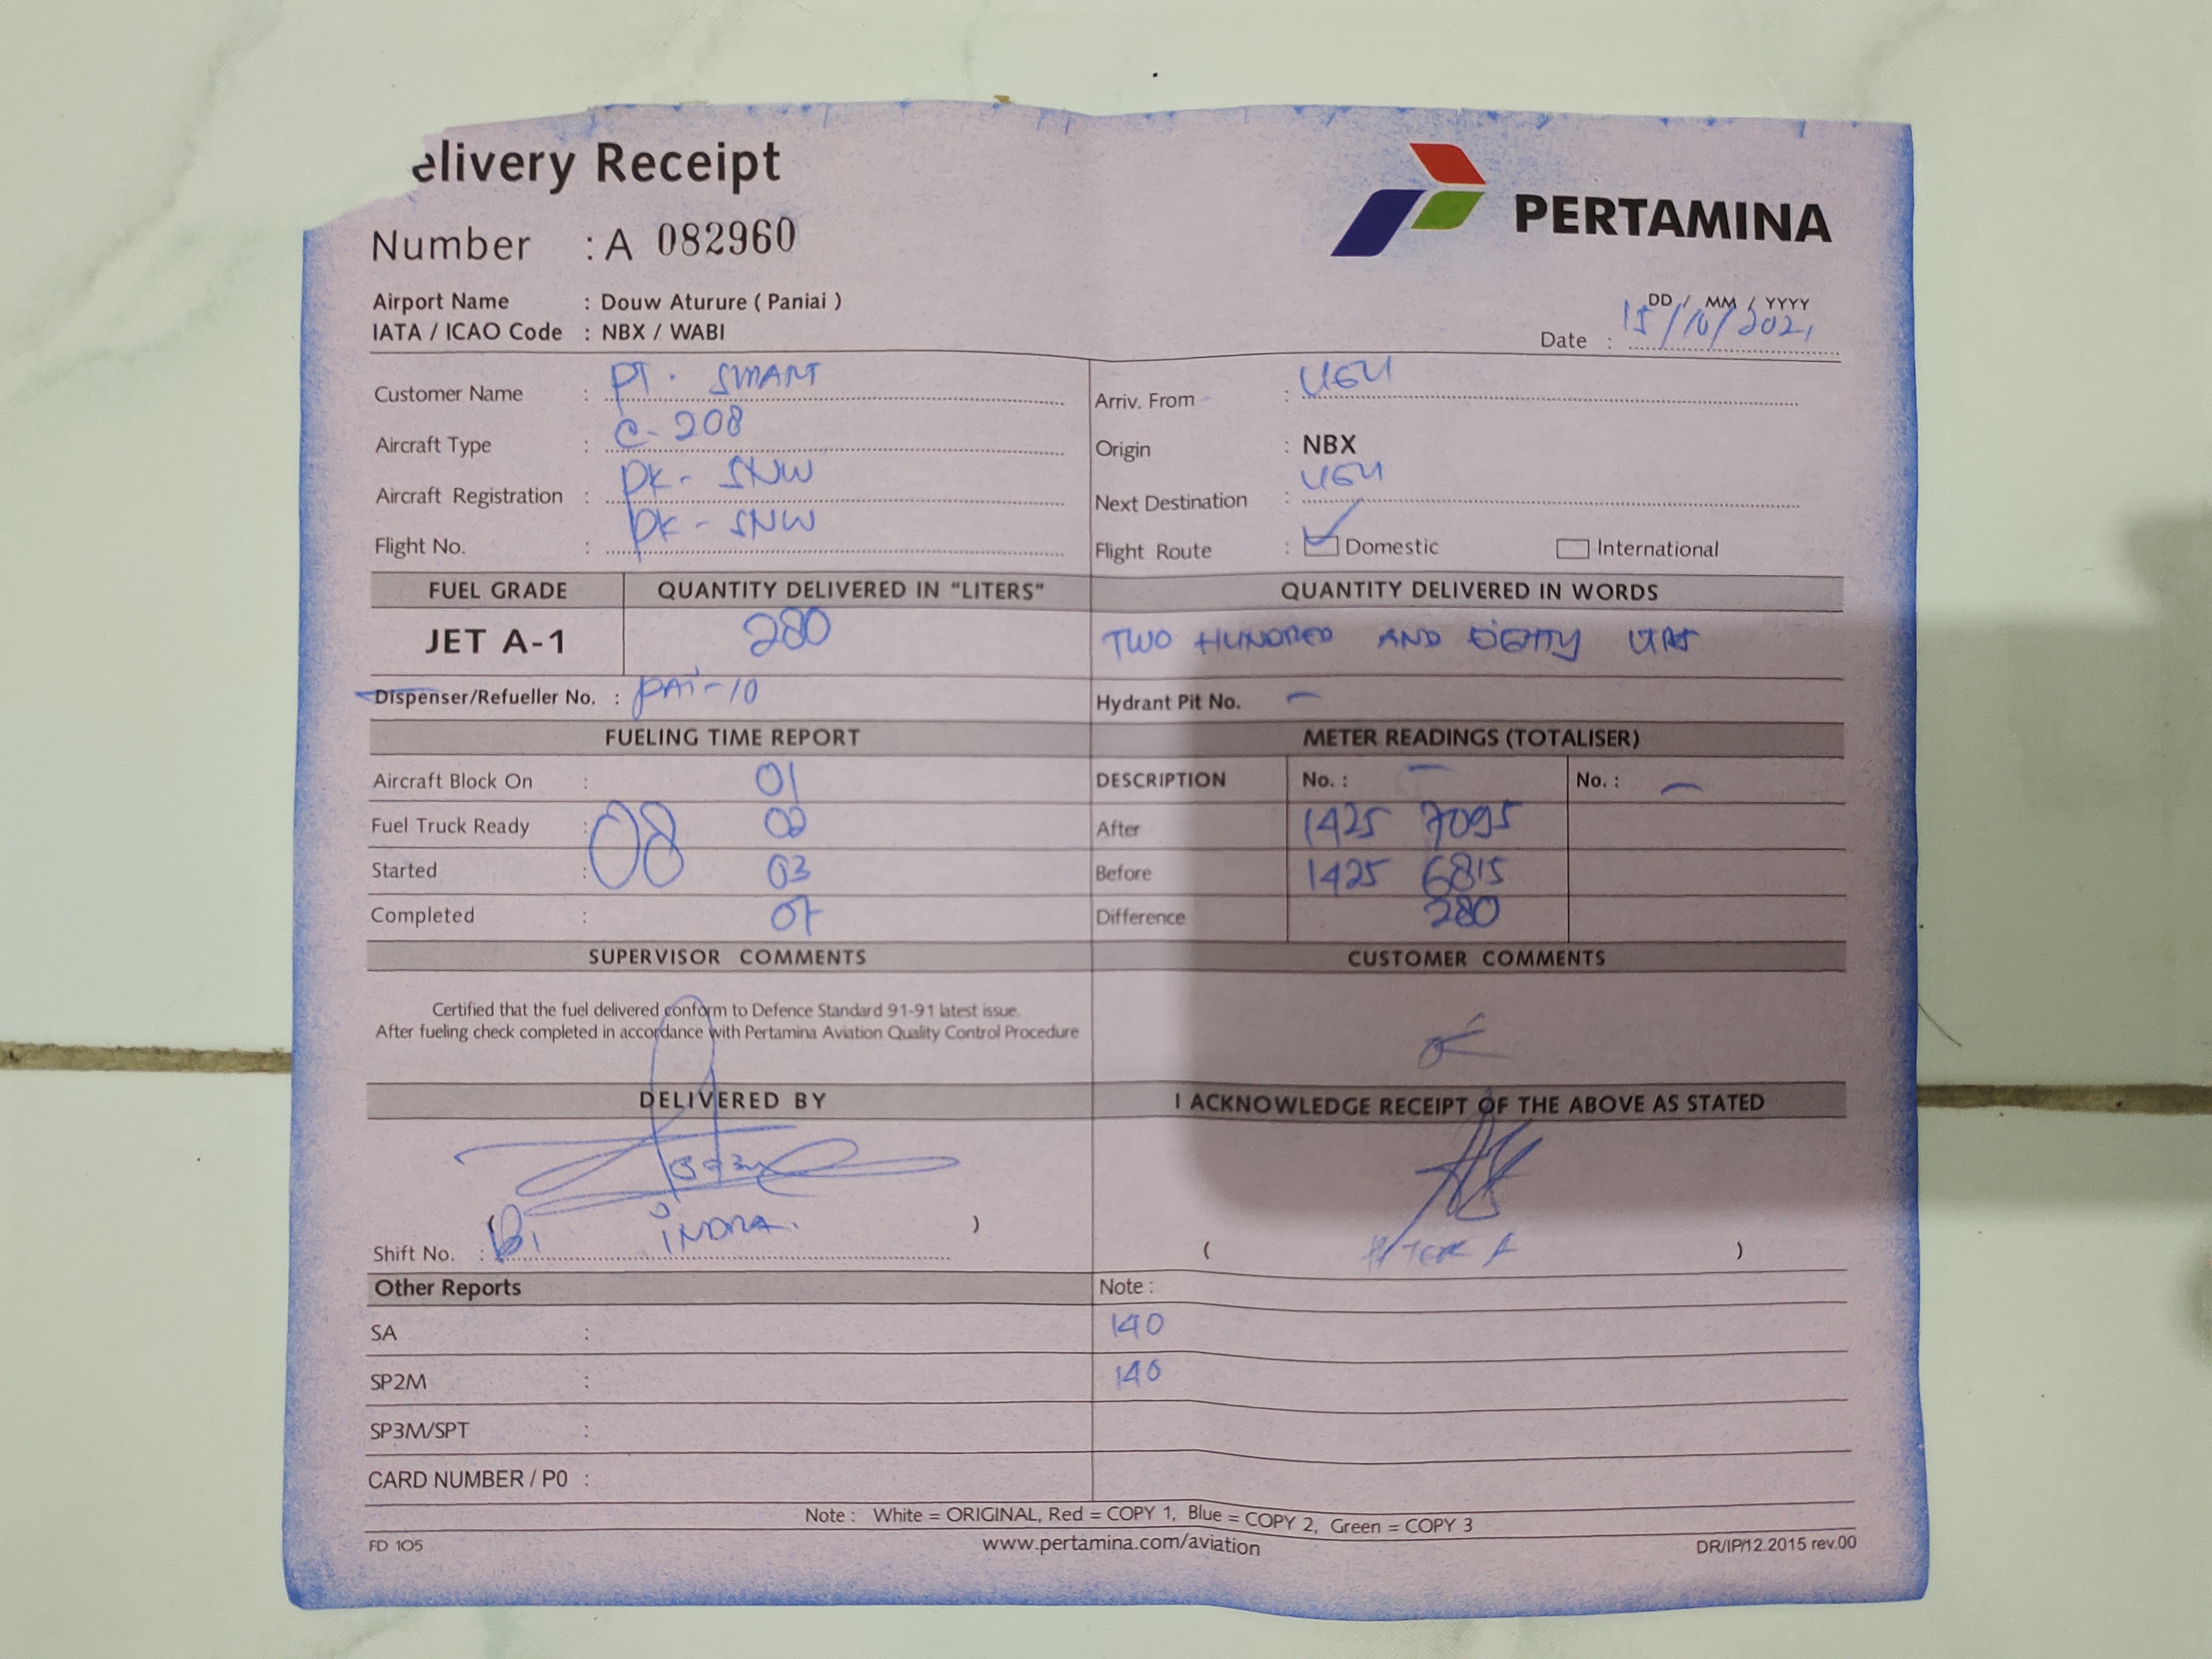 elivery Receipt
PERTAMINA
Number : A 082960
Airport Name : Douw Aturure ( Paniai )
IATA / ICAO Code : NBX / WABI
DD / MM / YYYY
Date : 15/10/2021
Customer Name : PT. SMART
Arriv. From : UGU
Aircraft Type : C-208
Origin : NBX
Aircraft Registration : PK - SNW
Next Destination : UGU
Flight No. : PK - SNW
Flight Route : Domestic International
FUEL GRADE QUANTITY DELIVERED IN "LITERS" QUANTITY DELIVERED IN WORDS
JET A-1 280 TWO HUNDRED AND
Dispenser/Refueller No. : PAI-10 Hydrant Pit No. -
FUELING TIME REPORT METER READINGS (TOTALISER)
Aircraft Block On : 01 DESCRIPTION No. : - No. : -
Fuel Truck Ready : 08 02 After 1425 7095
Started : 03 Before 1425 6815
Completed : 07 Difference 280
SUPERVISOR COMMENTS CUSTOMER COMMENTS
Certified that the fuel delivered conform to Defence Standard 91-91 latest issue.
After fueling check completed in accordance with Pertamina Aviation Quality Control Procedure
DELIVERED BY I ACKNOWLEDGE RECEIPT OF THE ABOVE AS STATED
Shift No. : ( INDRA. ) ( )
Other Reports Note :
SA : 140
SP2M : 140
SP3M/SPT :
CARD NUMBER / P0 :
Note : White = ORIGINAL, Red = COPY 1, Blue = COPY 2, Green = COPY 3
FD 105 www.pertamina.com/aviation DR/IP/12.2015 rev.00